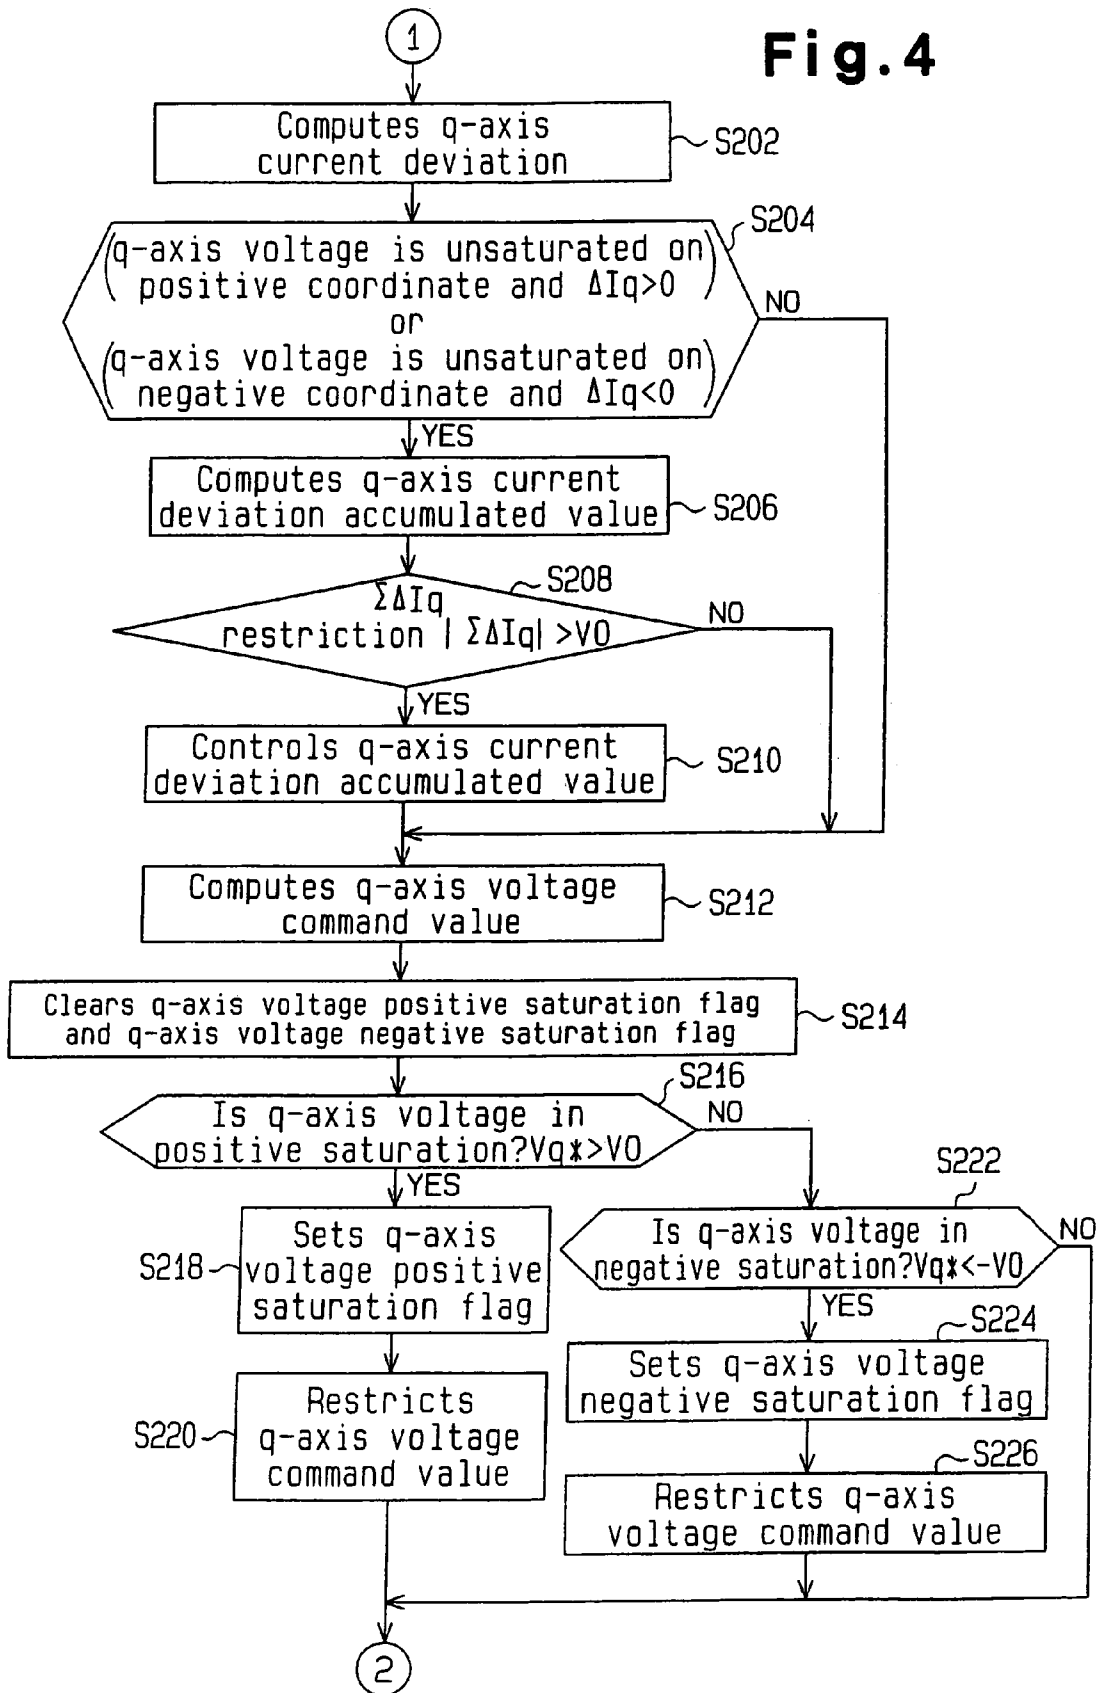 1
Fig.4
Computes q-axis
current deviation
S202
S204
(q-axis voltage is unsaturated on
positive coordinate and ΔIq>0)
or
(q-axis voltage is unsaturated on
negative coordinate and ΔIq<0)
NO
YES
Computes q-axis current
deviation accumulated value
S206
S208
ΣΔIq
restriction | ΣΔIq| >V0
NO
YES
Controls q-axis current
deviation accumulated value
S210
Computes q-axis voltage
command value
S212
Clears q-axis voltage positive saturation flag
and q-axis voltage negative saturation flag
S214
S216
Is q-axis voltage in
positive saturation?Vq*>V0
NO
YES
S218
Sets q-axis
voltage positive
saturation flag
S220
Restricts
q-axis voltage
command value
S222
Is q-axis voltage in
negative saturation?Vq*<-V0
NO
YES
S224
Sets q-axis voltage
negative saturation flag
S226
Restricts q-axis
voltage command value
2